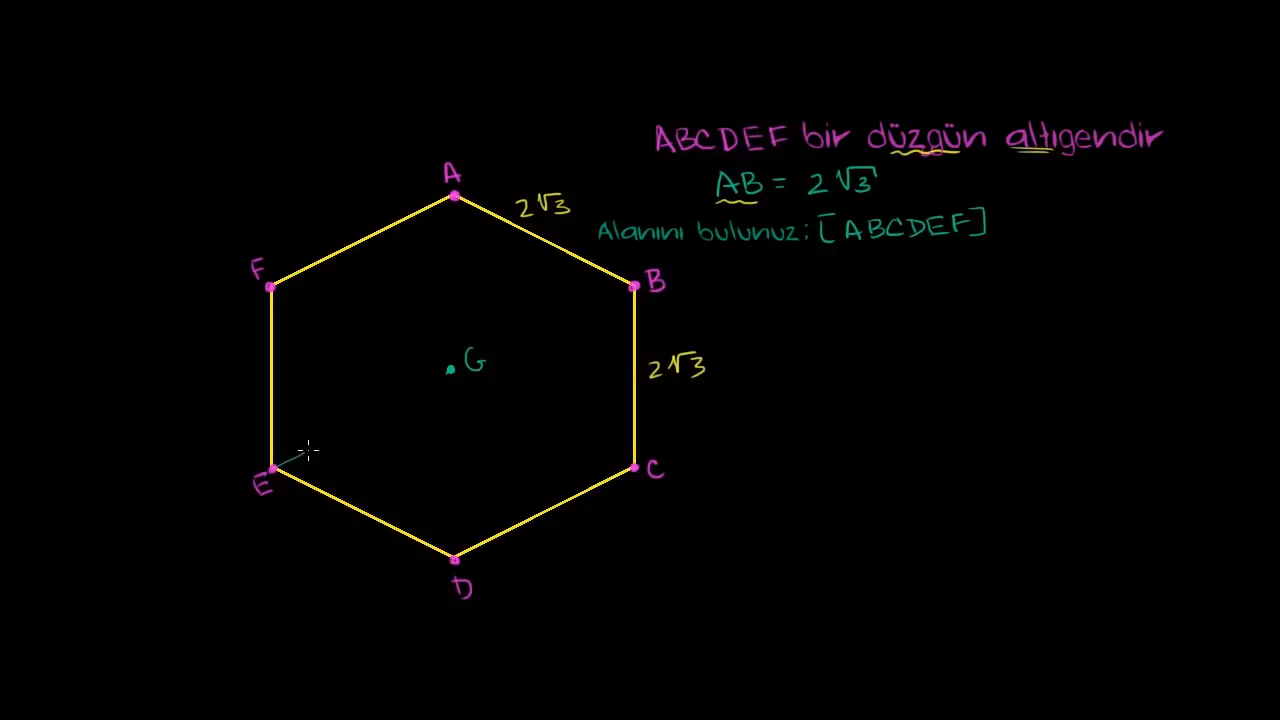 ABCDEF bir düzgün altıgendir
AB = 2√3
Alanını bulunuz: [ABCDEF]
A
2√3
F
B
G
2√3
E
C
D